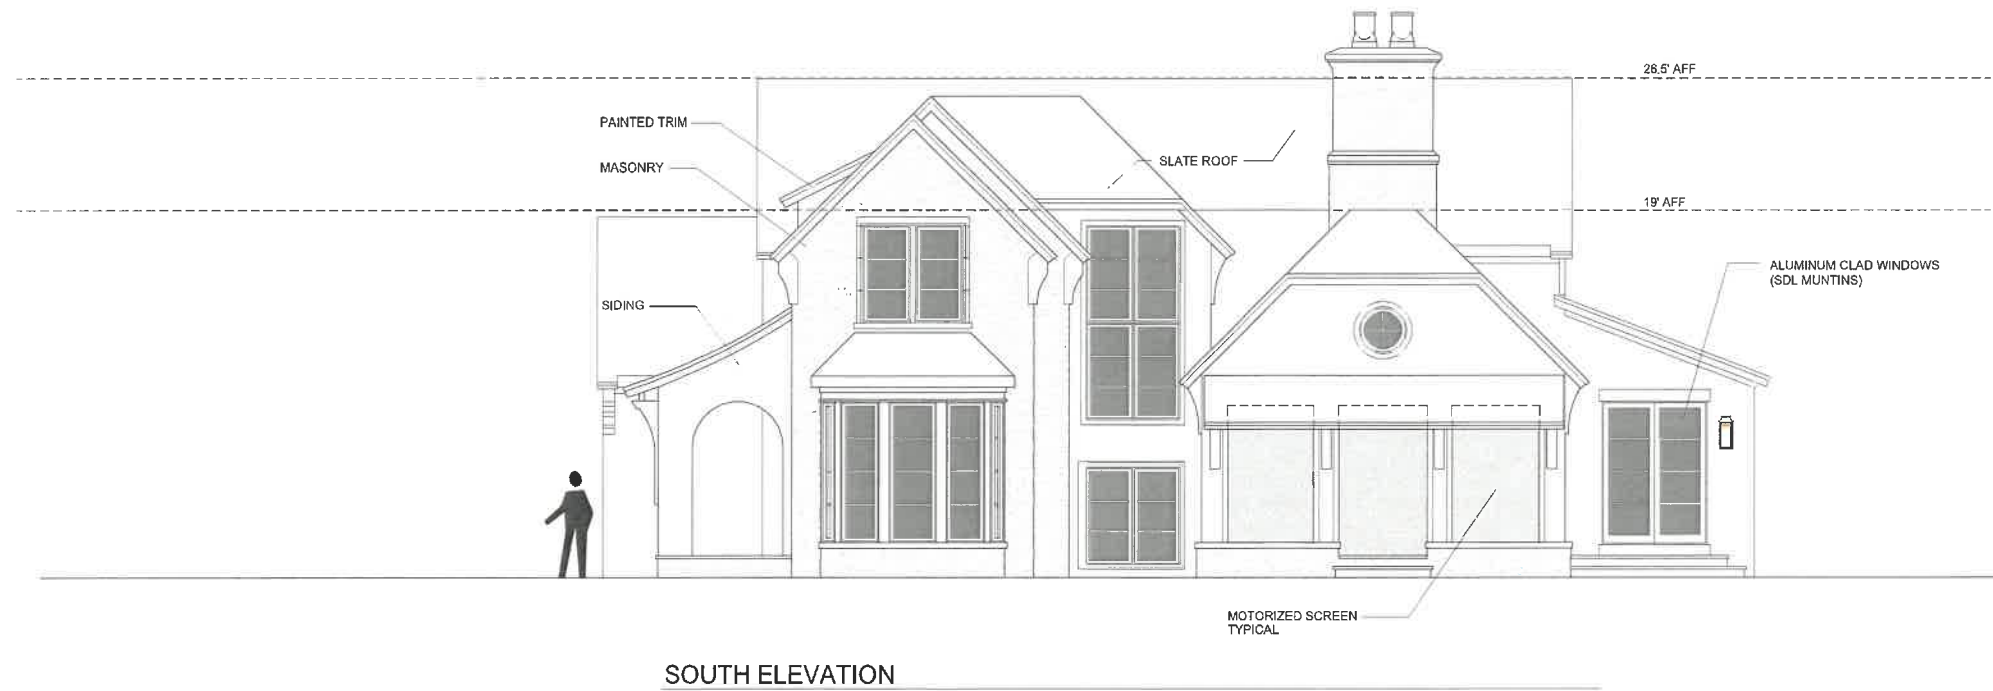 26.5' AFF
PAINTED TRIM
SLATE ROOF
MASONRY
19' AFF
ALUMINUM CLAD WINDOWS
(SDL MUNTINS)
SIDING
MOTORIZED SCREEN
TYPICAL
SOUTH ELEVATION